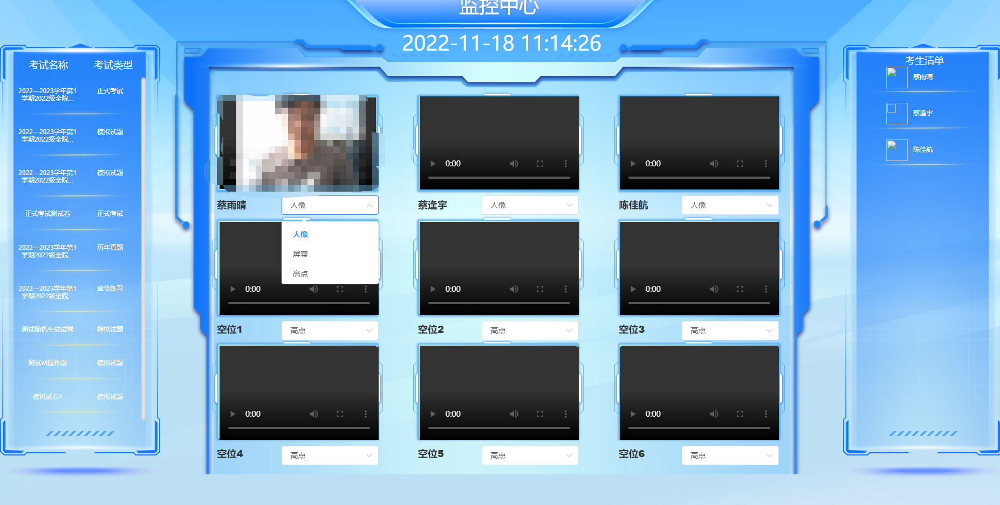 监控中心
2022-11-18 11:14:26
考试名称 考试类型
2022—2023学年第1
学期2022级全院...
正式考试
2022—2023学年第1
学期2022级全院...
模拟试题
2022—2023学年第1
学期2022级全院...
模拟试题
正式考试测试卷 正式考试
2022—2023学年第1
学期2022级全院...
历年真题
2022—2023学年第1
学期2022级全院...
章节练习
测试随机生成试卷 模拟试题
测试wl操作题 模拟试题
模拟试卷1 模拟试题
0:00
0:00
蔡雨晴 人像
蔡逢宇 人像
陈佳航 人像
人像
屏幕
高点
0:00
0:00
0:00
空位1 高点
空位2 高点
空位3 高点
0:00
0:00
0:00
空位4 高点
空位5 高点
空位6 高点
考生清单
蔡雨晴
蔡逢宇
陈佳航